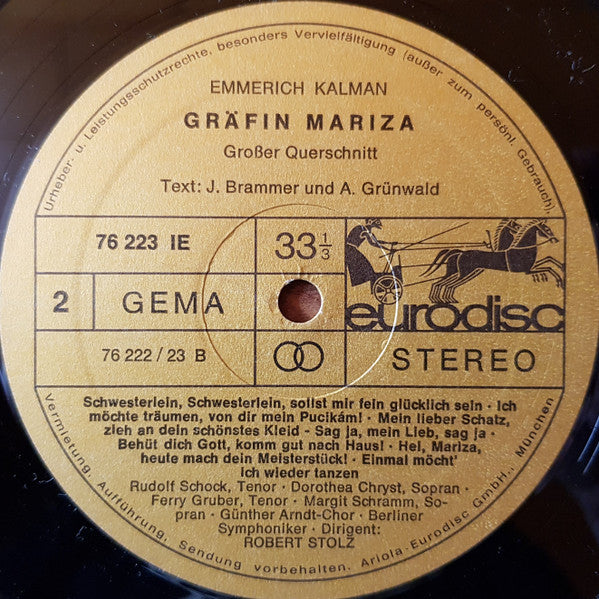 Urheber- u. Leistungsschutzrechte, besonders Vervielfältigung (außer zum persönl. Gebrauch),
EMMERICH KALMAN
GRÄFIN MARIZA
Großer Querschnitt
Text: J. Brammer und A. Grünwald
76 223 IE
33 1/3
eurodisc
2
GEMA
76 222 / 23 B
STEREO
Schwesterlein, Schwesterlein, sollst mir fein glücklich sein · Ich
möchte träumen, von dir mein Pucikám! · Mein lieber Schatz,
zieh an dein schönstes Kleid - Sag ja, mein Lieb, sag ja ·
Behüt dich Gott, komm gut nach Haus! · Hei, Mariza,
heute mach dein Meisterstück! · Einmal möcht'
ich wieder tanzen
Rudolf Schock, Tenor · Dorothea Chryst, Sopran ·
Ferry Gruber, Tenor · Margit Schramm, So-
pran · Günther Arndt-Chor · Berliner
Symphoniker · Dirigent:
ROBERT STOLZ
Vermietung, Aufführung, Sendung vorbehalten. Ariola-Eurodisc GmbH., München